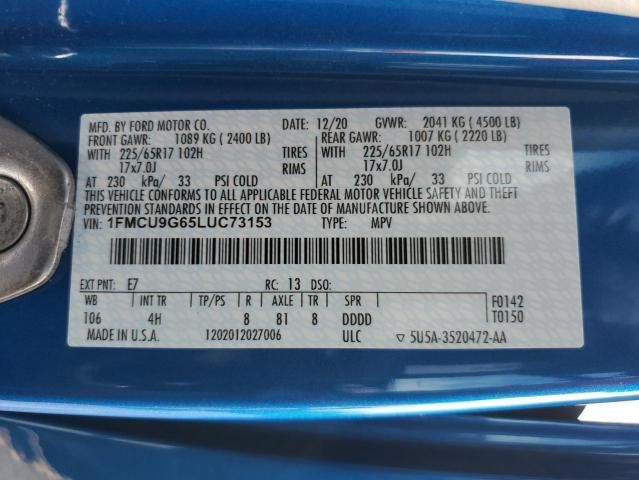 MFD. BY FORD MOTOR CO. DATE: 12/20 GVWR: 2041 KG (4500 LB)
FRONT GAWR: 1089 KG (2400 LB) REAR GAWR: 1007 KG (2220 LB)
WITH 225/65R17 102H TIRES WITH 225/65R17 102H TIRES
17x7.0J RIMS 17x7.0J RIMS
AT 230 kPa/ 33 PSI COLD AT 230 kPa/ 33 PSI COLD
THIS VEHICLE CONFORMS TO ALL APPLICABLE FEDERAL MOTOR VEHICLE SAFETY AND THEFT
PREVENTION STANDARDS IN EFFECT ON THE DATE OF MANUFACTURE SHOWN ABOVE.
VIN: 1FMCU9G65LUC73153 TYPE: MPV
EXT PNT: E7 RC: 13 DSO:
WB INT TR TP/PS R AXLE TR SPR F0142
106 4H 8 81 8 DDDD T0150
MADE IN U.S.A. 1202012027006 ULC 5U5A-3520472-AA